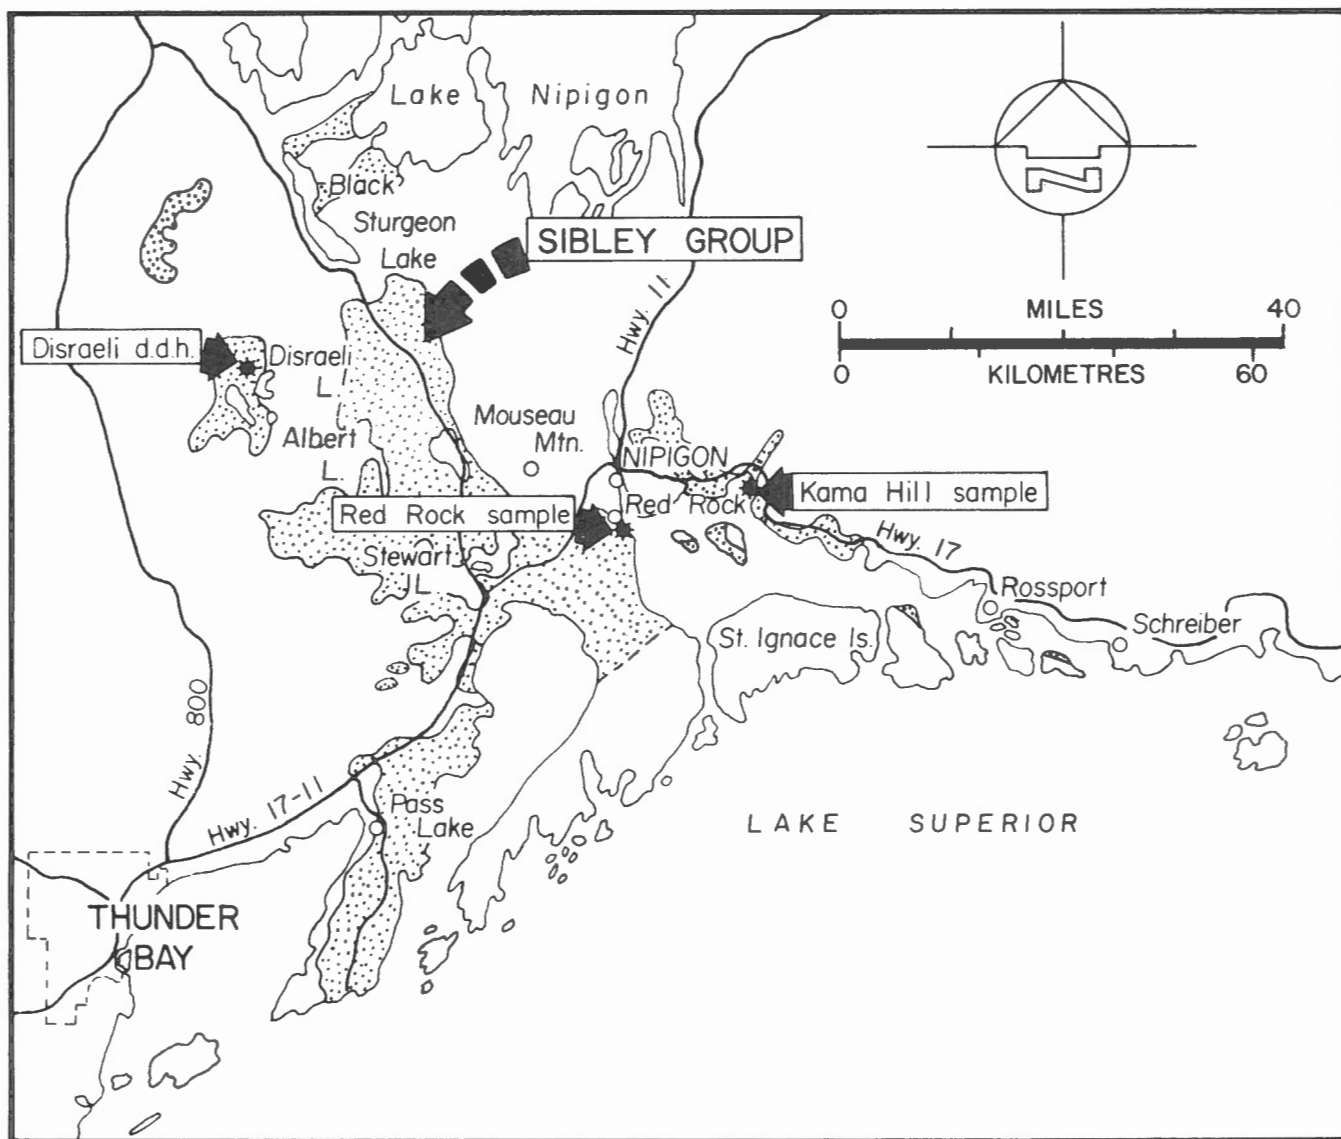 Lake Nipigon
Black
Sturgeon
Lake
SIBLEY GROUP
N
0 MILES 40
0 KILOMETRES 60
Hwy. 11
Disraeli d.d.h.
Disraeli
L.
Albert
L.
Mouseau
Mtn.
NIPIGON
Red Rock sample
Red Rock
Kama Hill sample
Stewart
L.
Hwy. 17
Rossport
Schreiber
St. Ignace Is.
Hwy. 800
Hwy. 17-11
Pass
Lake
LAKE SUPERIOR
THUNDER
BAY